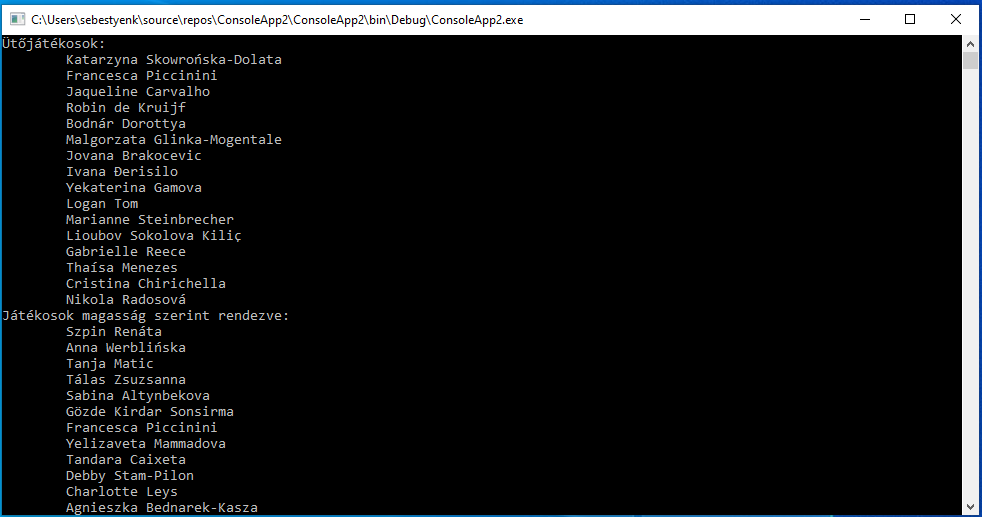 C:\Users\sebestyenk\source\repos\ConsoleApp2\ConsoleApp2\bin\Debug\ConsoleApp2.exe
Ütőjátékosok:
Katarzyna Skowrońska-Dolata
Francesca Piccinini
Jaqueline Carvalho
Robin de Kruijf
Bodnár Dorottya
Malgorzata Glinka-Mogentale
Jovana Brakocevic
Ivana Đerisilo
Yekaterina Gamova
Logan Tom
Marianne Steinbrecher
Lioubov Sokolova Kiliç
Gabrielle Reece
Thaísa Menezes
Cristina Chirichella
Nikola Radosová
Játékosok magasság szerint rendezve:
Szpin Renáta
Anna Werblińska
Tanja Matic
Tálas Zsuzsanna
Sabina Altynbekova
Gözde Kirdar Sonsirma
Francesca Piccinini
Yelizaveta Mammadova
Tandara Caixeta
Debby Stam-Pilon
Charlotte Leys
Agnieszka Bednarek-Kasza